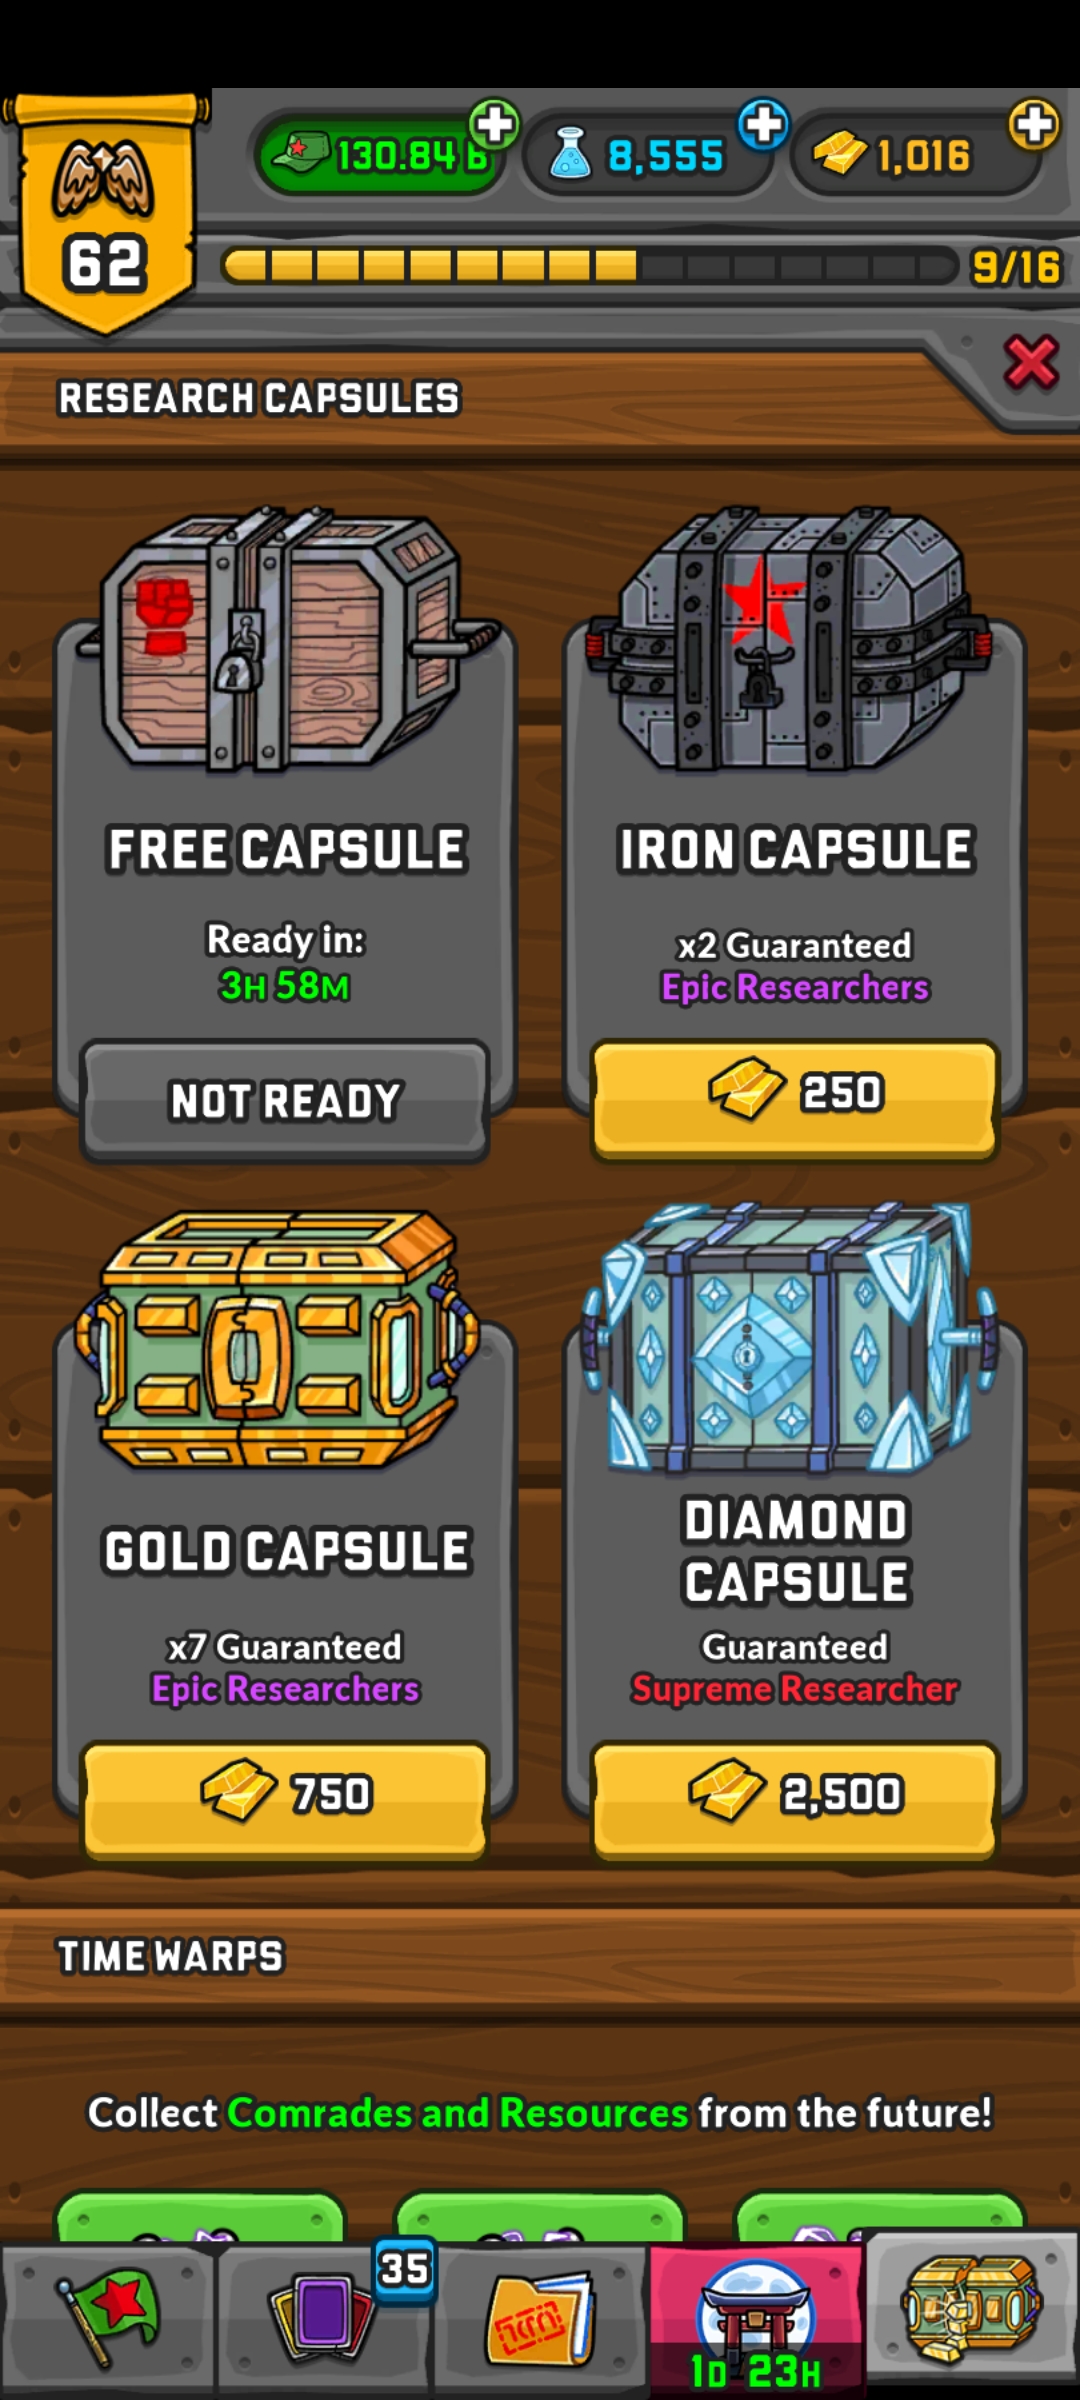 130.84 B
8,555
1,016
62
9/16
RESEARCH CAPSULES
FREE CAPSULE
Ready in:
3H 58M
NOT READY
IRON CAPSULE
x2 Guaranteed
Epic Researchers
250
GOLD CAPSULE
x7 Guaranteed
Epic Researchers
750
DIAMOND
CAPSULE
Guaranteed
Supreme Researcher
2,500
TIME WARPS
Collect Comrades and Resources from the future!
35
1D 23H